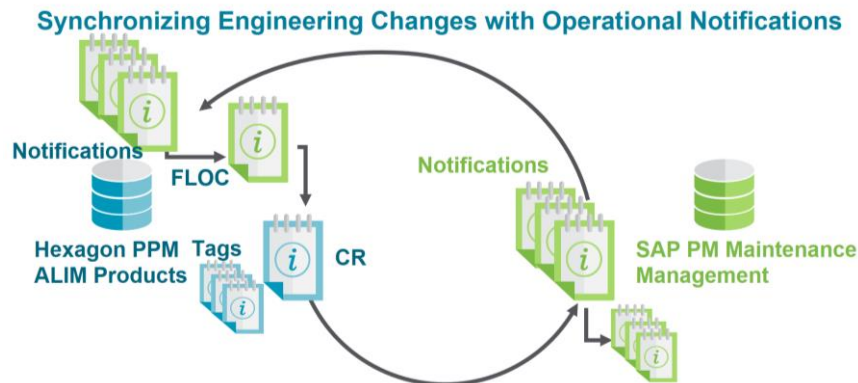 Synchronizing Engineering Changes with Operational Notifications
Notifications
FLOC
Hexagon PPM
ALIM Products
Tags
CR
Notifications
SAP PM Maintenance
Management